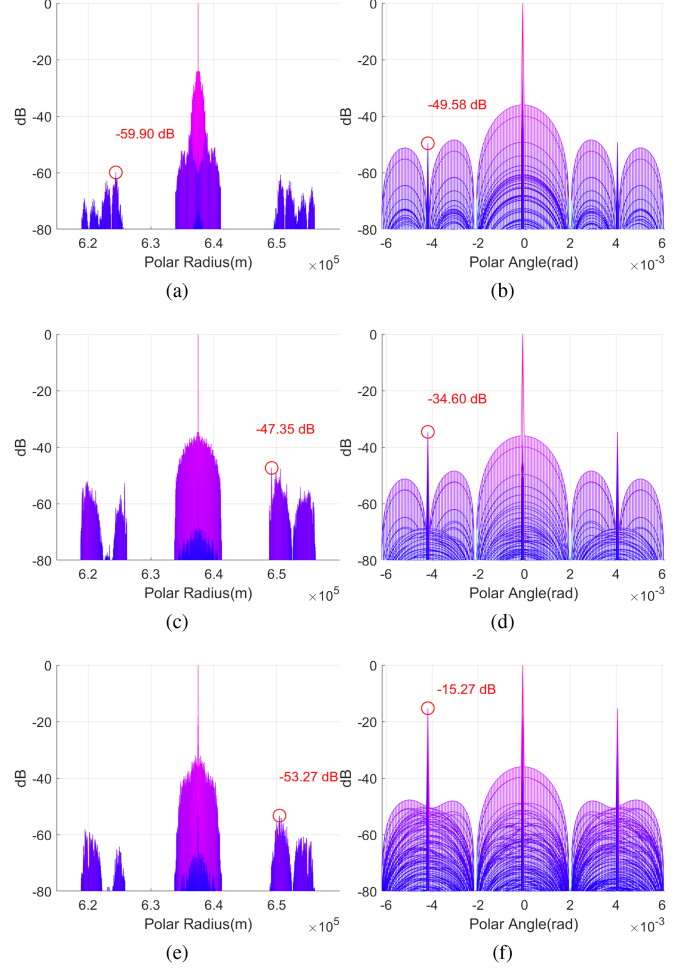 0
-20
-40
-60
-80
dB
-59.90 dB
6.2
6.3
6.4
6.5
Polar Radius(m)
×10^5
(a)
0
-20
-40
-60
-80
dB
-49.58 dB
-6
-4
-2
0
2
4
6
Polar Angle(rad)
×10^-3
(b)
0
-20
-40
-60
-80
dB
-47.35 dB
6.2
6.3
6.4
6.5
Polar Radius(m)
×10^5
(c)
0
-20
-40
-60
-80
dB
-34.60 dB
-6
-4
-2
0
2
4
6
Polar Angle(rad)
×10^-3
(d)
0
-20
-40
-60
-80
dB
-53.27 dB
6.2
6.3
6.4
6.5
Polar Radius(m)
×10^5
(e)
0
-20
-40
-60
-80
dB
-15.27 dB
-6
-4
-2
0
2
4
6
Polar Angle(rad)
×10^-3
(f)